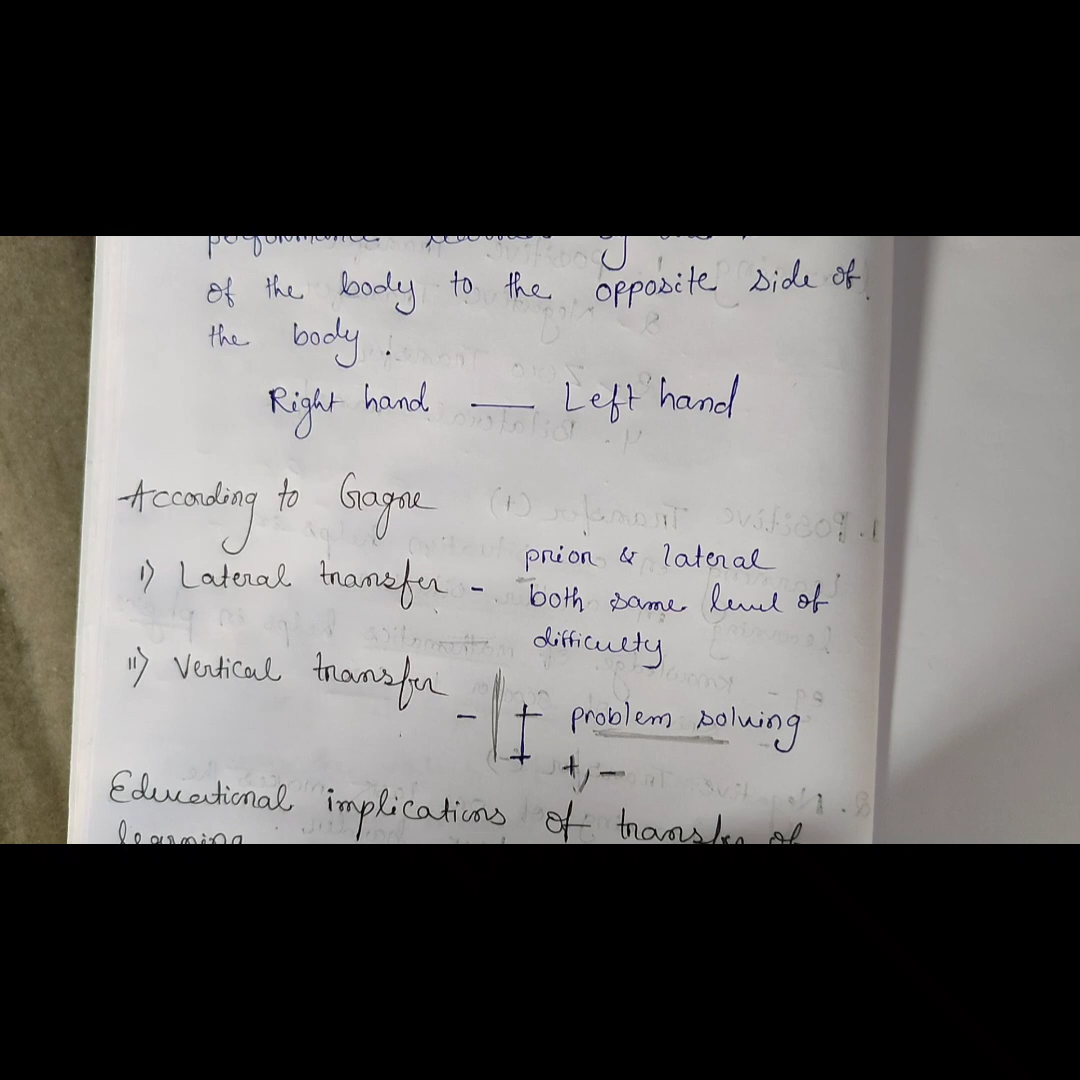 of the body to the opposite side of
the body.
Right hand — Left hand
According to Gagne
i) Lateral transfer - prior & lateral
both same level of
difficulty
ii) Vertical transfer
- problem solving
+, -
Educational implications of transfer of
learning